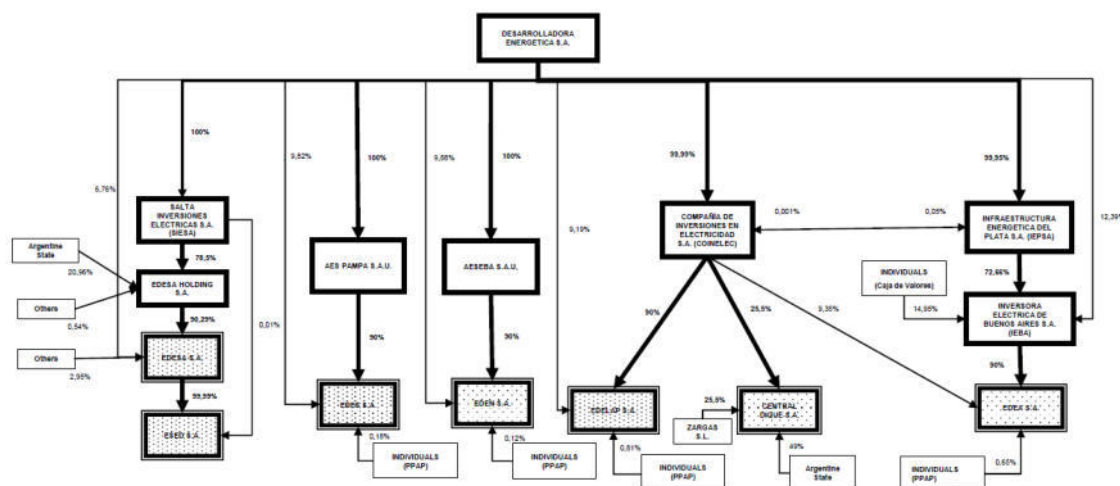 DESARROLLADORA
ENERGETICA S.A.
100%
9,82%
100%
9,88%
100%
99,99%
99,95%
6,76%
9,19%
12,39%
SALTA
INVERSIONES
ELECTRICAS S.A.
(SIESA)
COMPAÑIA DE
INVERSIONES EN
ELECTRICIDAD
S.A. (COINELEC)
0,001%
0,05%
INFRAESTRUCTURA
ENERGETICA DEL
PLATA S.A. (IEPSA)
Argentine
State
20,96%
78,5%
AES PAMPA S.A.U.
AESEBA S.A.U.
INDIVIDUALS
(Caja de Valores)
14,95%
72,66%
EDESA HOLDING
S.A.
Others
0,54%
90,29%
0,01%
90%
90%
90%
25,5%
9,35%
INVERSORA
ELECTRICA DE
BUENOS AIRES S.A.
(IEBA)
Others
2,95%
EDESA S.A.
99,99%
90%
EDES S.A.
EDEN S.A.
EDELAP S.A.
25,5%
ZARGAS
S.L.
CENTRAL
DIQUE S.A.
EDEA S.A.
ESED S.A.
0,18%
INDIVIDUALS
(PPAP)
0,12%
INDIVIDUALS
(PPAP)
0,81%
INDIVIDUALS
(PPAP)
49%
Argentine
State
INDIVIDUALS
(PPAP)
0,65%